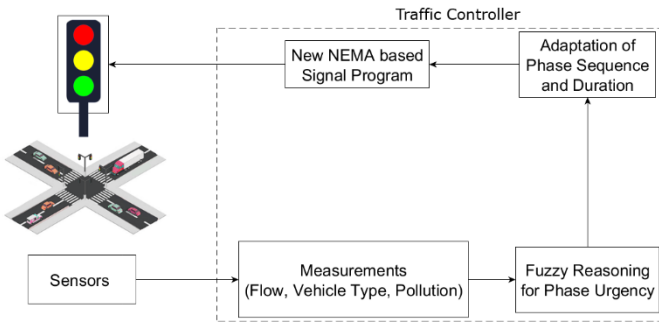 Traffic Controller
New NEMA based
Signal Program
Adaptation of
Phase Sequence
and Duration
Sensors
Measurements
(Flow, Vehicle Type, Pollution)
Fuzzy Reasoning
for Phase Urgency